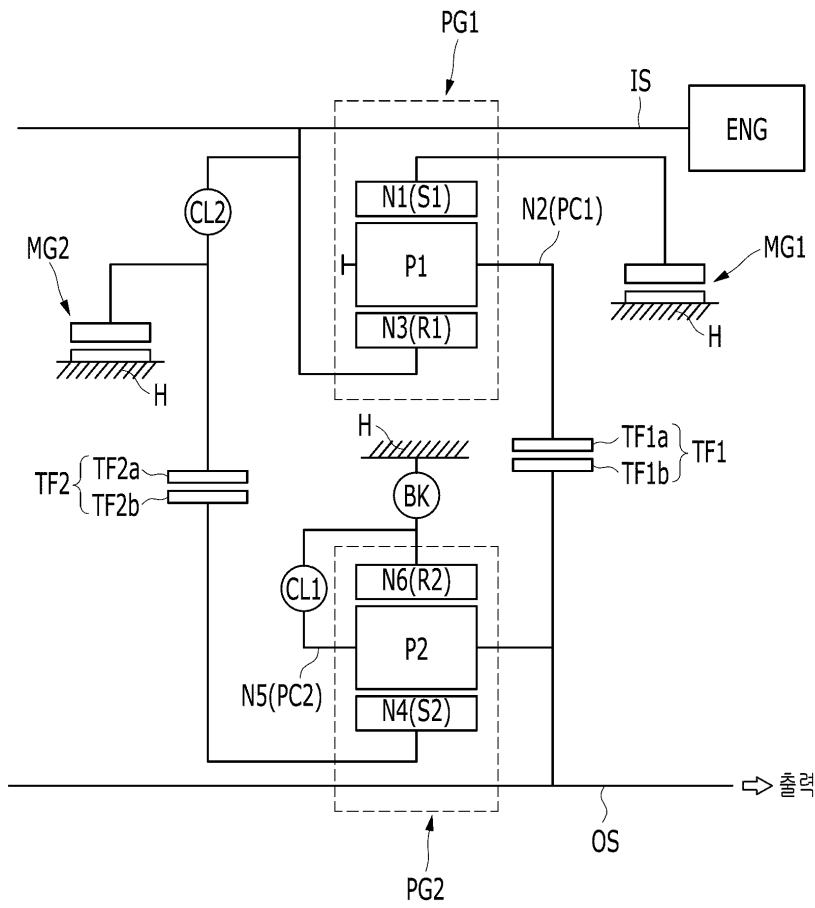 PG1
IS
ENG
N1(S1)
N2(PC1)
CL2
MG2
MG1
P1
N3(R1)
H
H
H
TF1a
TF1
TF1b
TF2a
TF2
TF2b
BK
CL1
N6(R2)
P2
N5(PC2)
N4(S2)
출력
OS
PG2